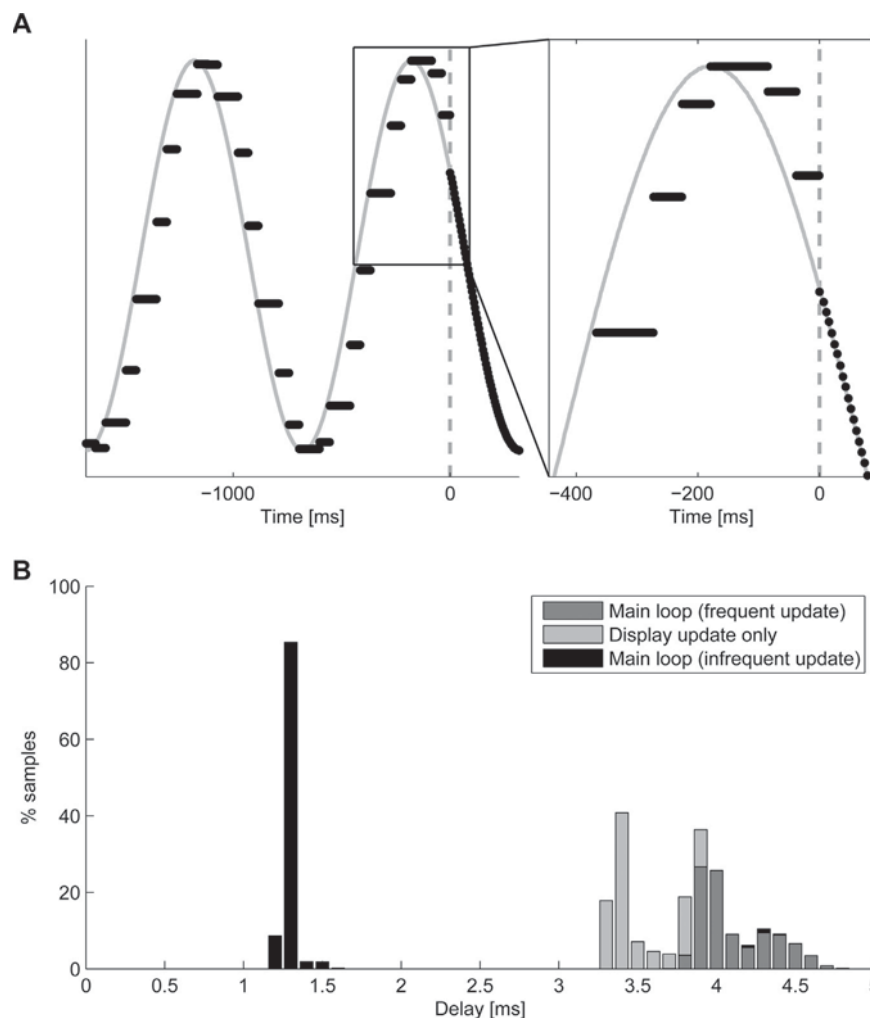 A
−1000
0
Time [ms]
−400
−200
0
Time [ms]
B
100
80
60
40
20
0
% samples
Main loop (frequent update)
Display update only
Main loop (infrequent update)
0
0.5
1
1.5
2
2.5
3
3.5
4
4.5
Delay [ms]